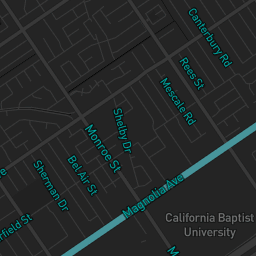 Canterbury Rd
Rees St
Mescale Rd
Shelby Dr
Monroe St
Bel Air St
Sherman Dr
Magnolia Ave
California Baptist
University